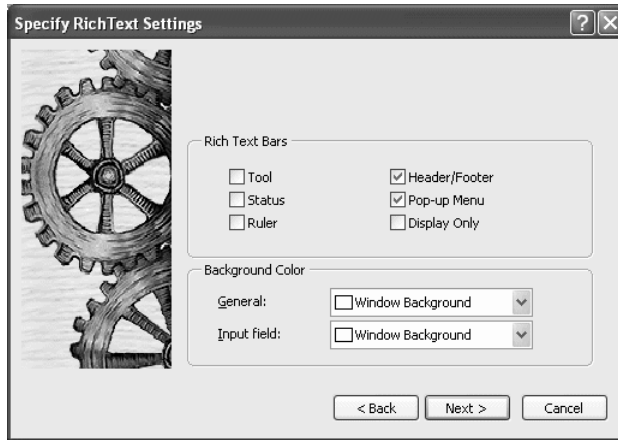 Specify RichText Settings
Rich Text Bars
Tool
Header/Footer
Status
Pop-up Menu
Ruler
Display Only
Background Color
General:
Window Background
Input field:
Window Background
< Back
Next >
Cancel